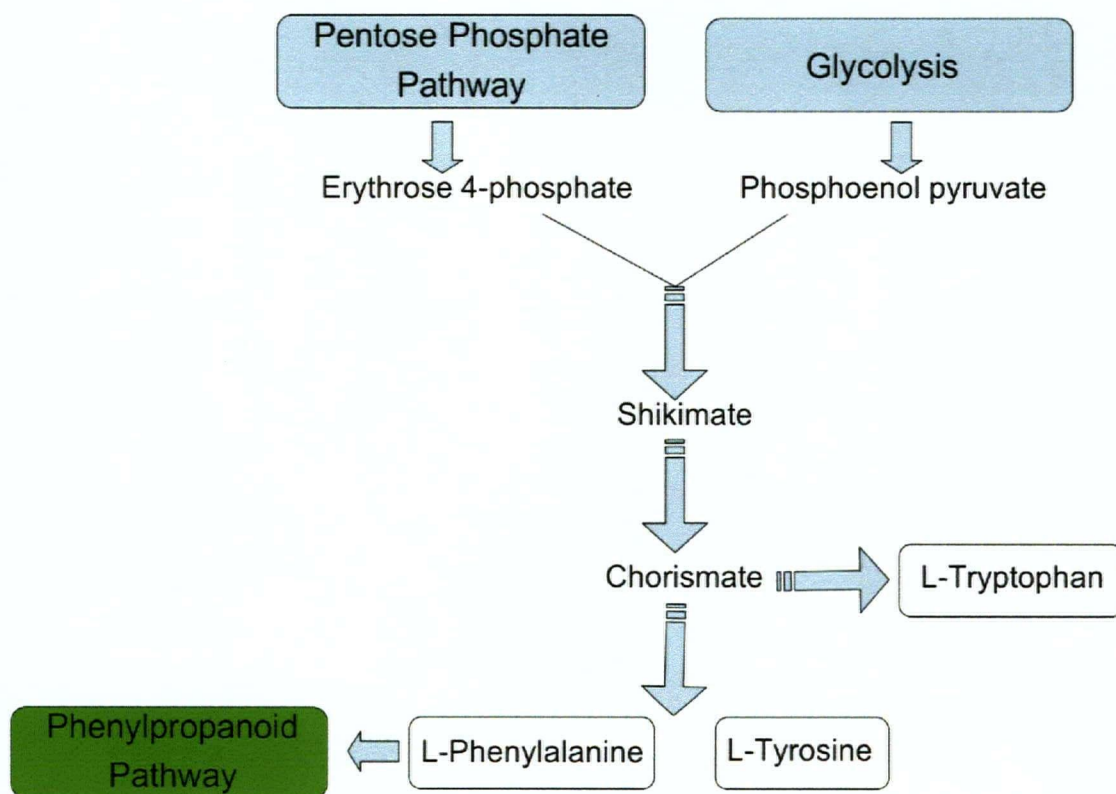 Pentose Phosphate
Pathway
Glycolysis
Erythrose 4-phosphate
Phosphoenol pyruvate
Shikimate
Chorismate
L-Tryptophan
Phenylpropanoid
Pathway
L-Phenylalanine
L-Tyrosine